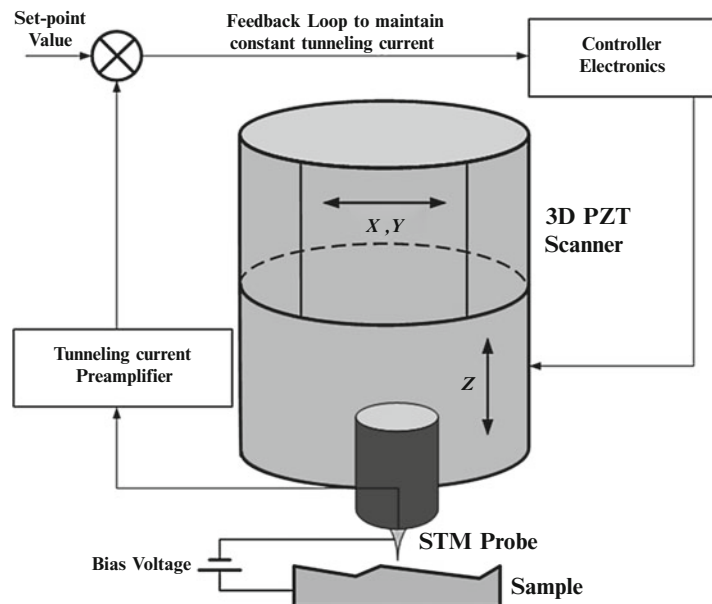 Set-point
Value
Feedback Loop to maintain
constant tunneling current
Controller
Electronics
X ,Y
3D PZT
Scanner
Tunneling current
Preamplifier
Z
STM Probe
Bias Voltage
Sample